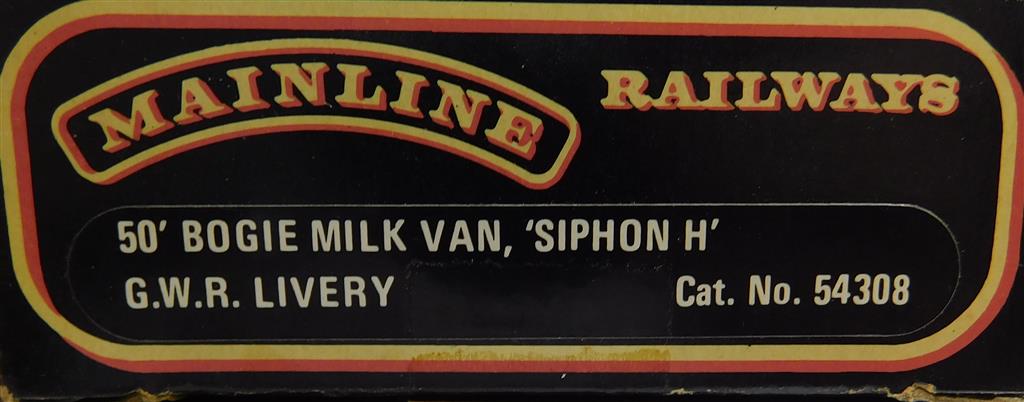 MAINLINE RAILWAYS
50' BOGIE MILK VAN, 'SIPHON H'
G.W.R. LIVERY Cat. No. 54308